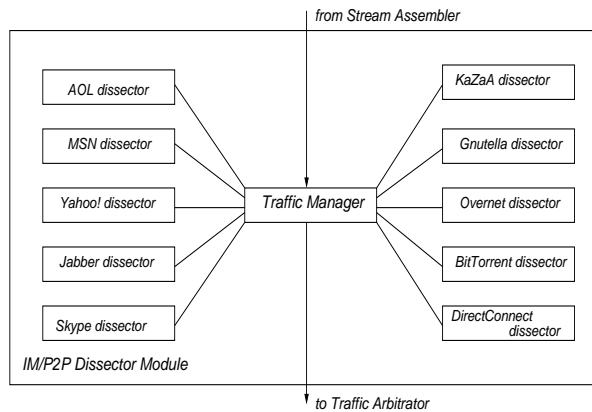 from Stream Assembler
AOL dissector
MSN dissector
Yahoo! dissector
Jabber dissector
Skype dissector
Traffic Manager
KaZaA dissector
Gnutella dissector
Overnet dissector
BitTorrent dissector
DirectConnect
dissector
IM/P2P Dissector Module
to Traffic Arbitrator